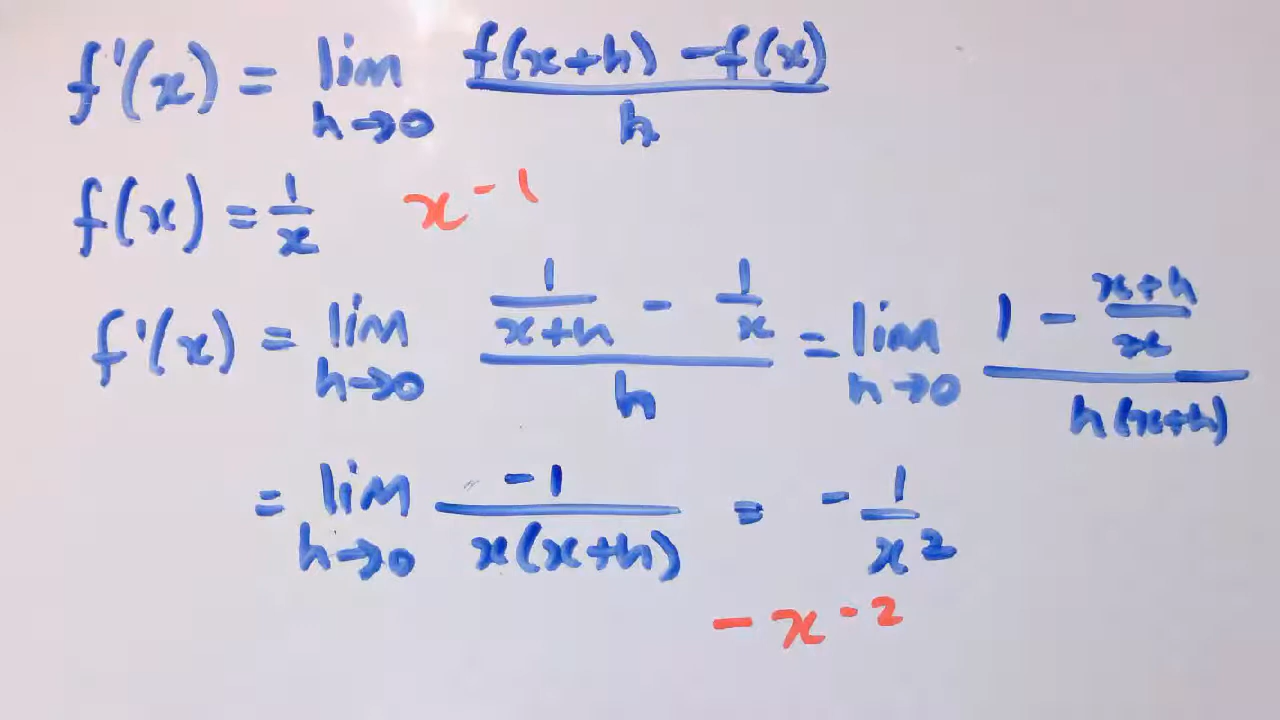 f'(x) = lim h→0 (f(x+h) - f(x))/h
f(x) = 1/x x⁻¹
f'(x) = lim h→0 (1/(x+h) - 1/x)/h = lim h→0 (1 - (x+h)/x)/(h(x+h))
= lim h→0 -1/(x(x+h)) = -1/x²
-x⁻²